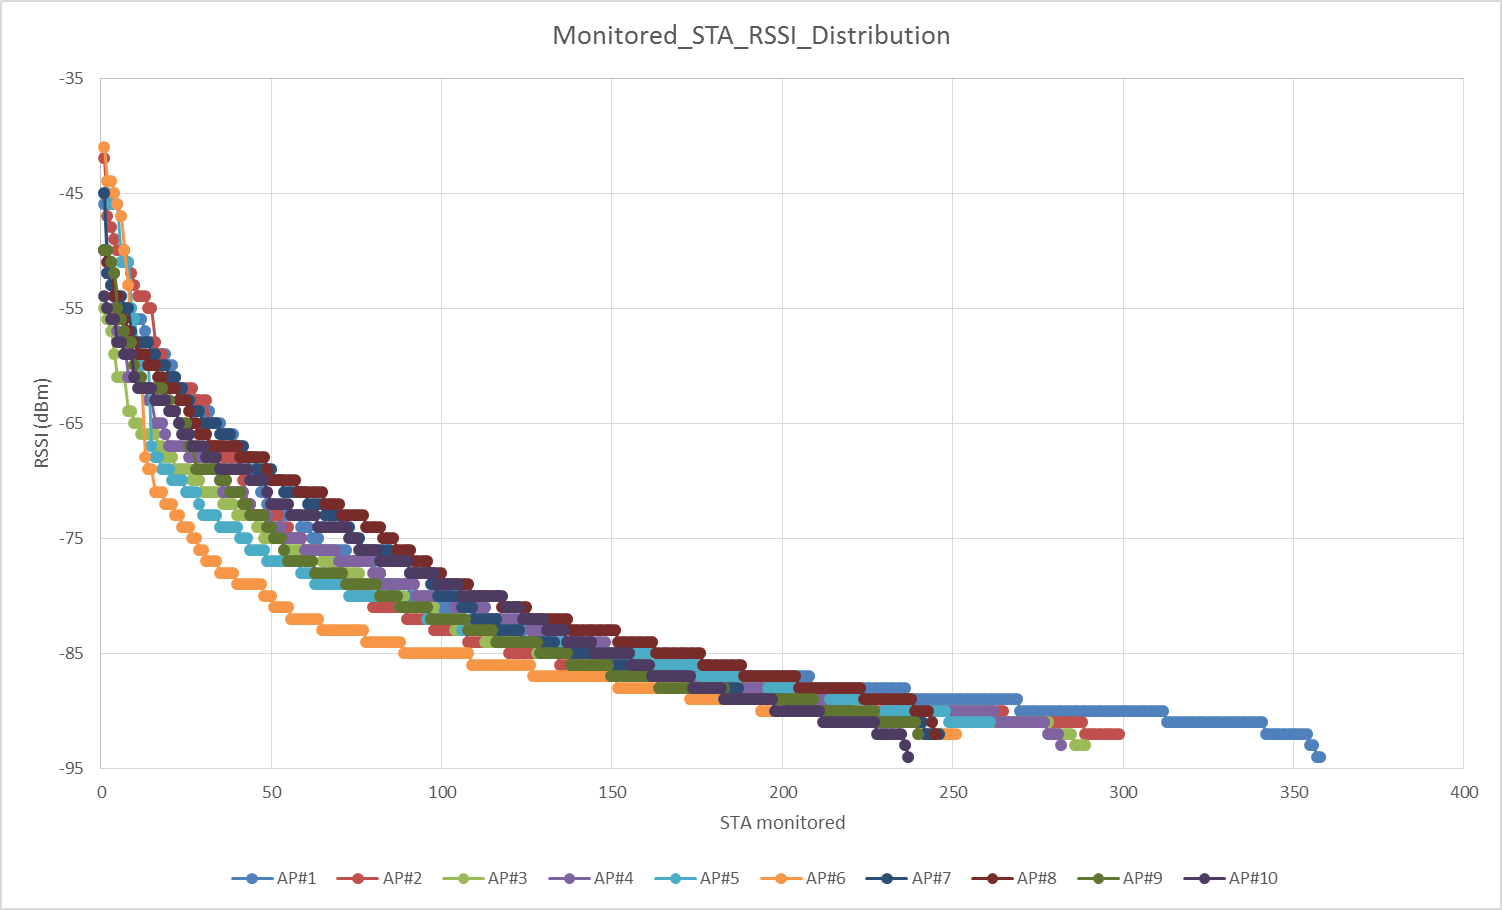 Monitored_STA_RSSI_Distribution
-35
-45
-55
-65
-75
-85
-95
RSSI (dBm)
0 50 100 150 200 250 300 350 400
STA monitored
AP#1 AP#2 AP#3 AP#4 AP#5 AP#6 AP#7 AP#8 AP#9 AP#10